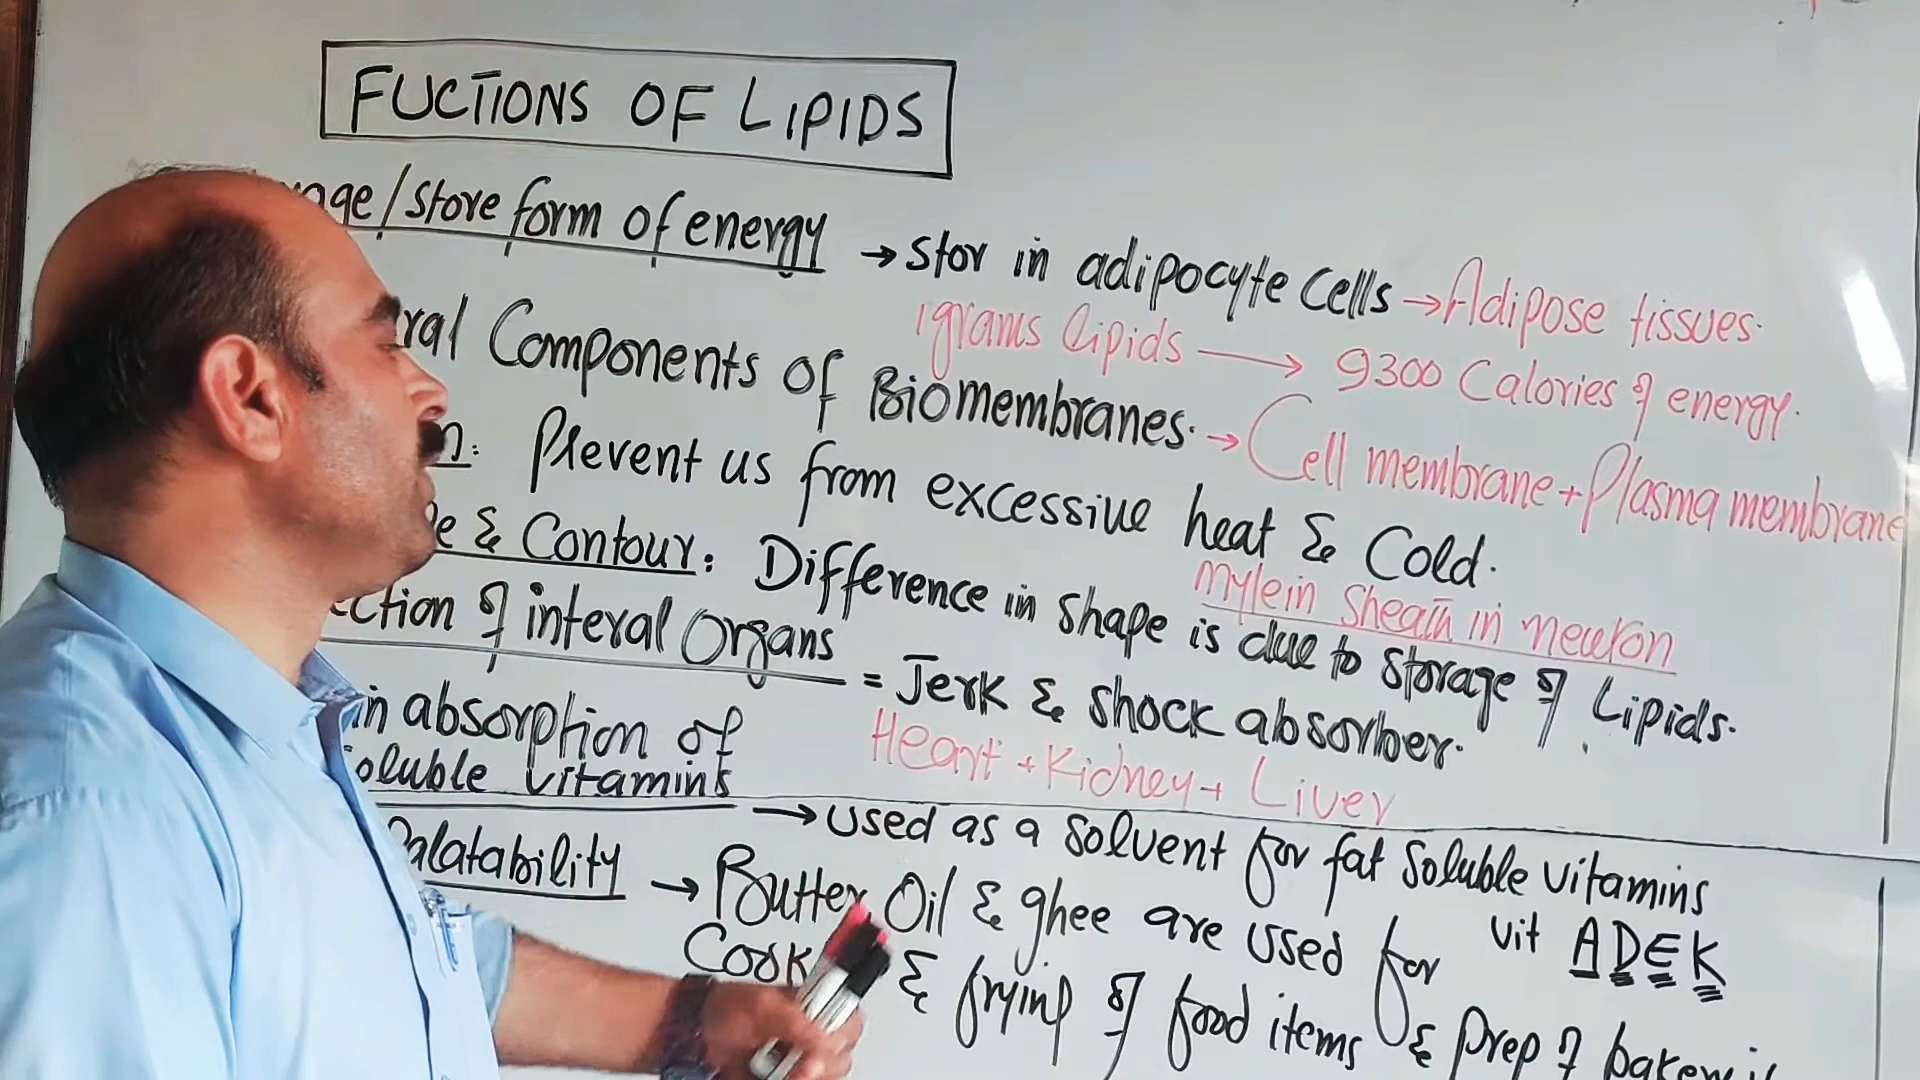 FUCTIONS OF LIPIDS
age/store form of energy → stor in adipocyte cells → Adipose tissues.
1grams lipids → 9300 Calories of energy.
ral Components of Biomembranes. → Cell membrane + Plasma membrane
n: Prevent us from excessive heat & Cold.
mylein sheath in neuron
pe & Contour: Difference in shape is due to storage of Lipids.
ction of interal Organs = Jerk & shock absorber.
Heart + Kidney + Liver
in absorption of
oluble vitamins → used as a solvent for fat soluble vitamins
vit ADEK
Palatability → Butter Oil & ghee are used for
Cook & frying of food items & prep of bakery